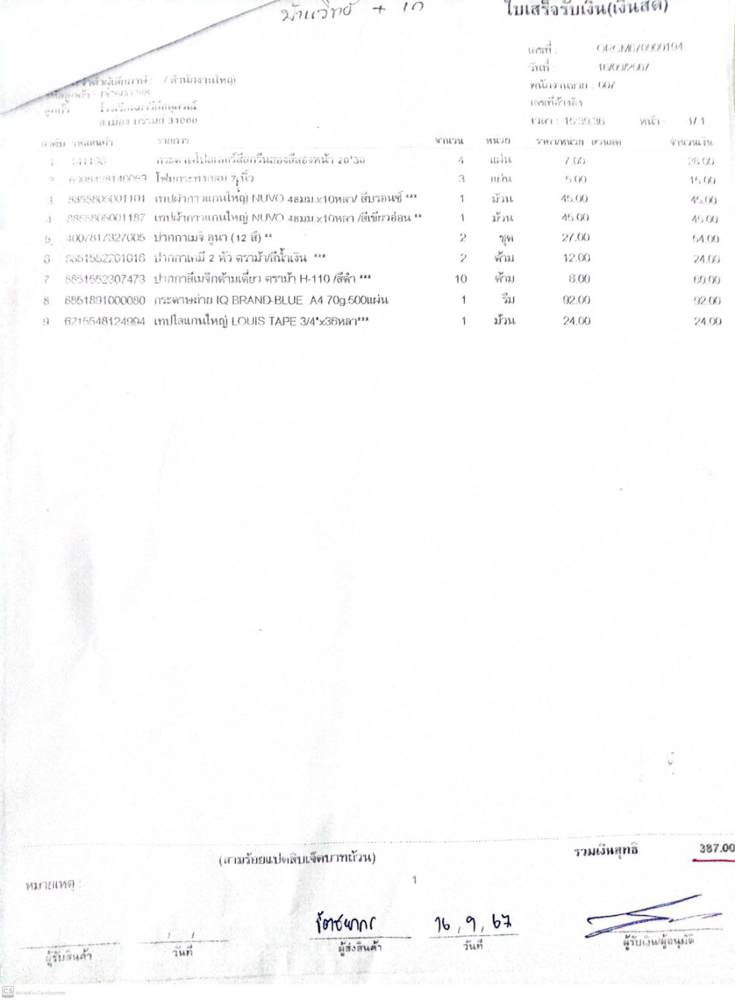 บ้านวิทย์ +
ใบเสร็จรับเงิน(เงินสด)
เลขที่ : ORCM670900194
วันที่ : 16/09/2567
พนักงานขาย : 007
เลขที่อ้างอิง
เวลา : 15:39:36 หน้า : 1/ 1
ตัวผู้เสียภาษี : / สำนักงานใหญ่
รหัสลูกค้า :
ลูกค้า
อ.เมือง บุรีรัมย์ 31000
ลำดับ รหัสสินค้า รายการ จำนวน หน่วย ราคา/หน่วย ส่วนลด จำนวนเงิน
1 141193 กระดาษโปสเตอร์สีสกรีนสองสีสองหน้า 20*30 4 แผ่น 7.00 28.00
2 โฟมกระทงกลม 7 นิ้ว 3 แผ่น 5.00 15.00
3 8355805001101 เทปผ้ากาวแกนใหญ่ NUVO 48มม.x10หลา/ สีบรอนซ์ *** 1 ม้วน 45.00 45.00
4 8855805001187 เทปผ้ากาวแกนใหญ่ NUVO 48มม.x10หลา /สีเขียวอ่อน ** 1 ม้วน 45.00 45.00
5 4007817327005 ปากกาเมจิ ลูนา (12 สี) ** 2 ชุด 27.00 54.00
6 8851552201016 ปากกาเคมี 2 หัว ตราม้า/สีน้ำเงิน *** 2 ด้าม 12.00 24.00
7 8851552307473 ปากกาสีเมจิกด้ามเดี่ยว ตราม้า H-110 /สีดำ *** 10 ด้าม 6.00 60.00
8 8851891000080 กระดาษถ่าย IQ BRAND-BLUE A4 70g.500แผ่น 1 รีม 92.00 92.00
9 6215548124994 เทปใสแกนใหญ่ LOUIS TAPE 3/4"x36หลา*** 1 ม้วน 24.00 24.00
(สามร้อยแปดสิบเจ็ดบาทถ้วน) รวมเงินสุทธิ 387.00
หมายเหตุ : 1
รัตชฎากร 16 , 9 , 67
/ /
ผู้รับสินค้า วันที่ ผู้ส่งสินค้า วันที่ ผู้รับเงิน/ผู้อนุมัติ
CS สแกนด้วย CamScanner